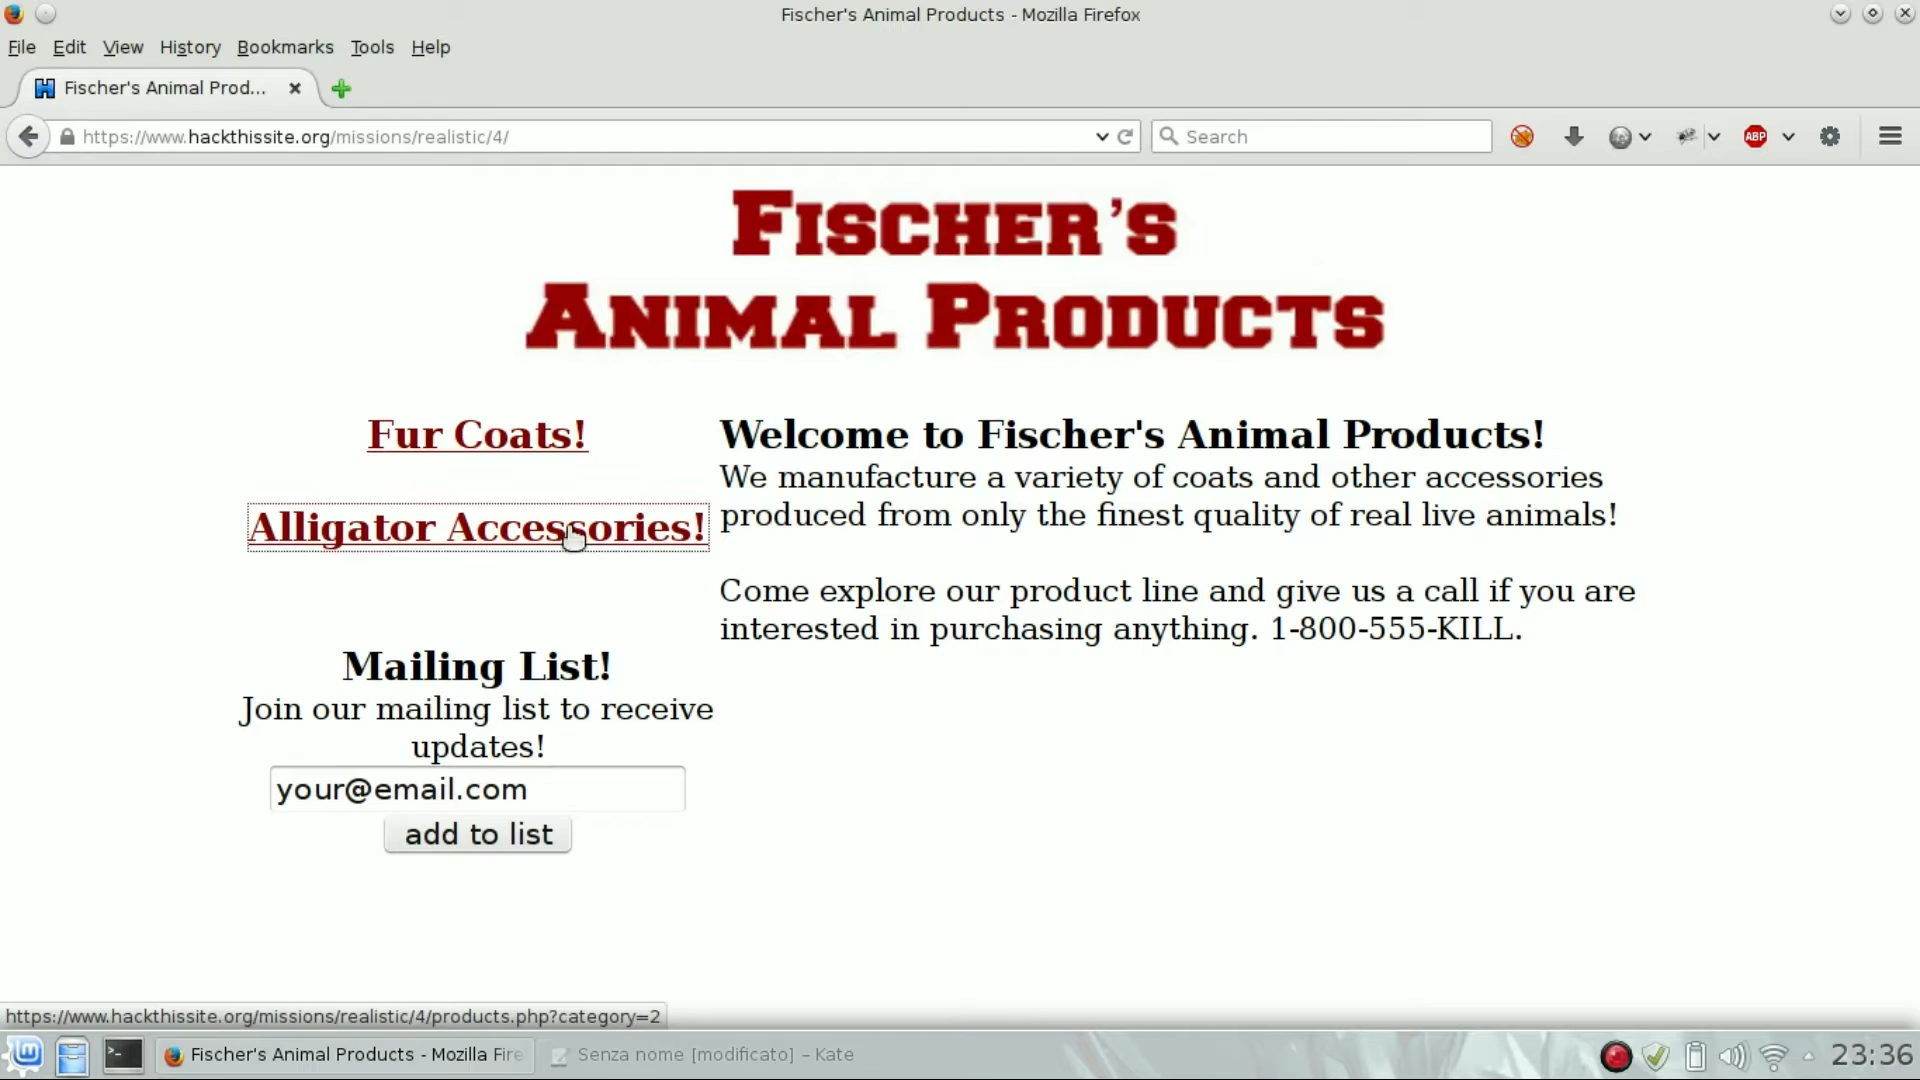 Fischer's Animal Products - Mozilla Firefox
File Edit View History Bookmarks Tools Help
Fischer's Animal Prod...
https://www.hackthissite.org/missions/realistic/4/
Search
ABP
FISCHER'S
ANIMAL PRODUCTS
Fur Coats!
Alligator Accessories!
Mailing List!
Join our mailing list to receive
updates!
your@email.com
add to list
Welcome to Fischer's Animal Products!
We manufacture a variety of coats and other accessories
produced from only the finest quality of real live animals!
Come explore our product line and give us a call if you are
interested in purchasing anything. 1-800-555-KILL.
https://www.hackthissite.org/missions/realistic/4/products.php?category=2
Fischer's Animal Products - Mozilla Fire
Senza nome [modificato] – Kate
23:36